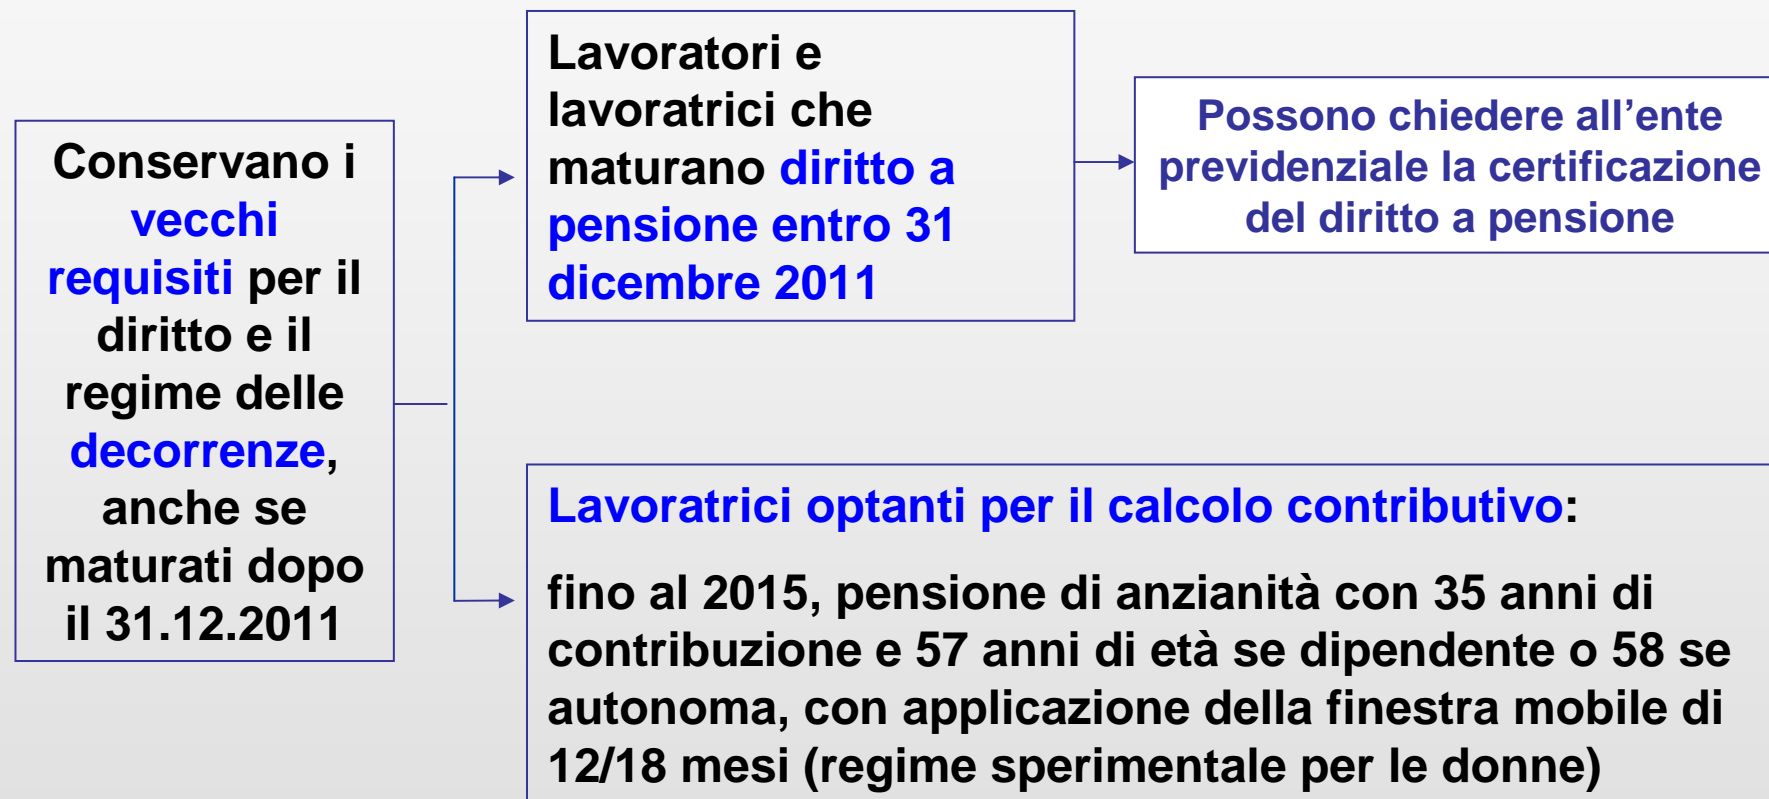 Conservano i
vecchi
requisiti per il
diritto e il
regime delle
decorrenze,
anche se
maturati dopo
il 31.12.2011
Lavoratori e
lavoratrici che
maturano diritto a
pensione entro 31
dicembre 2011
Possono chiedere all’ente
previdenziale la certificazione
del diritto a pensione
Lavoratrici optanti per il calcolo contributivo:
fino al 2015, pensione di anzianità con 35 anni di
contribuzione e 57 anni di età se dipendente o 58 se
autonoma, con applicazione della finestra mobile di
12/18 mesi (regime sperimentale per le donne)